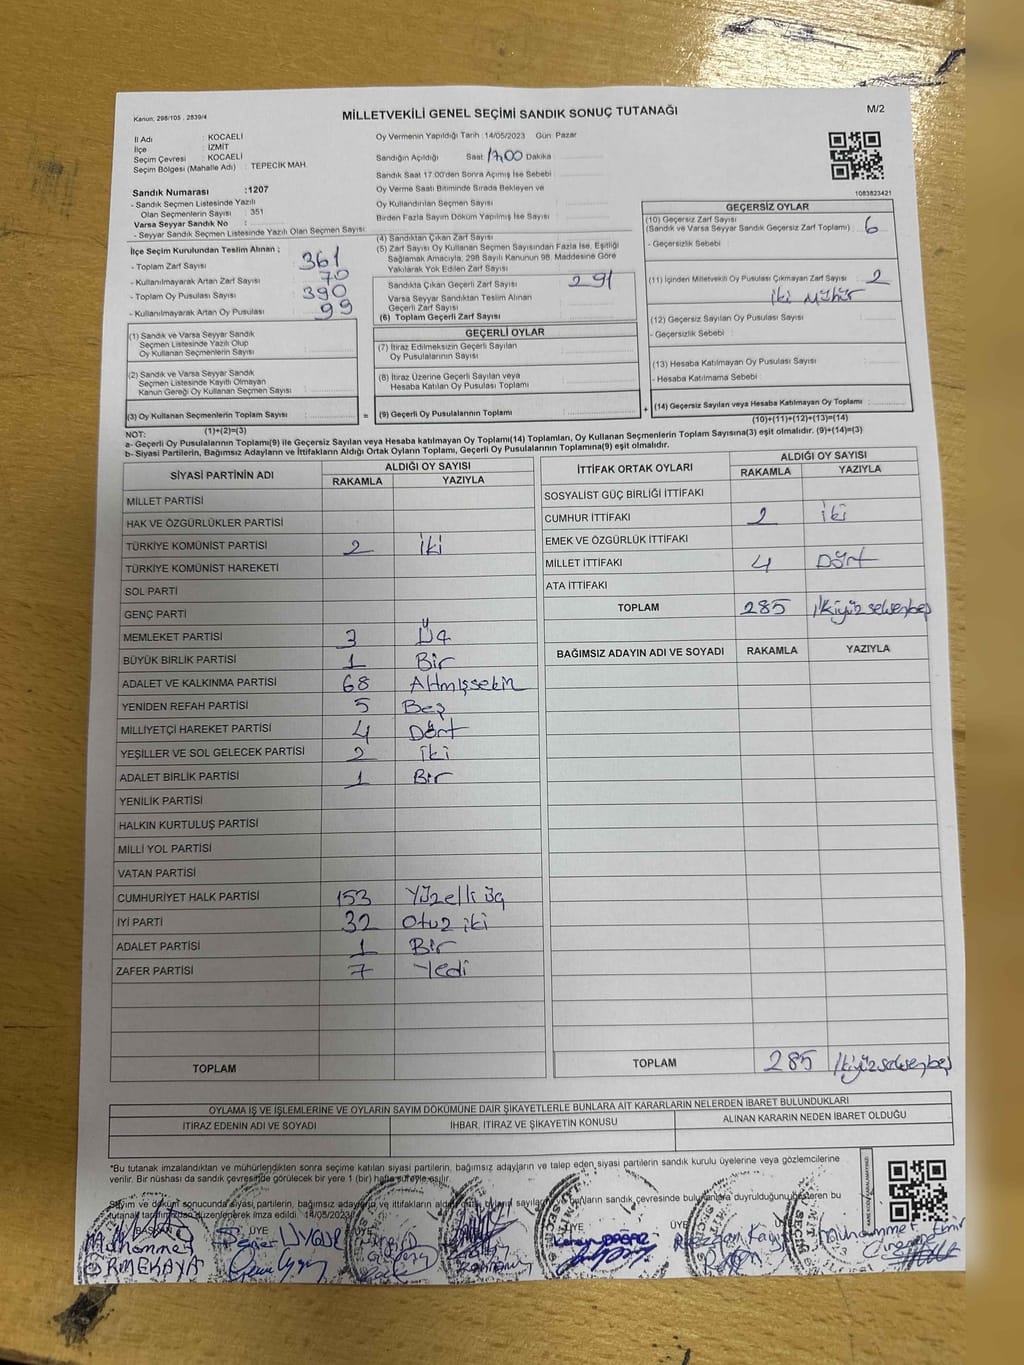 Kanun: 298/105 , 2839/4
MİLLETVEKİLİ GENEL SEÇİMİ SANDIK SONUÇ TUTANAĞI
M/2
İl Adı : KOCAELİ
İlçe : İZMİT
Seçim Çevresi : KOCAELİ
Seçim Bölgesi (Mahalle Adı) : TEPECİK MAH.
Sandık Numarası :1207
- Sandık Seçmen Listesinde Yazılı
Olan Seçmenlerin Sayısı : 351
Varsa Seyyar Sandık No :
- Seyyar Sandık Seçmen Listesinde Yazılı Olan Seçmen Sayısı:
Oy Vermenin Yapıldığı Tarih :14/05/2023 Gün: Pazar
Sandığın Açıldığı Saat: 17:00 Dakika :
Sandık Saat 17:00'den Sonra Açılmış İse Sebebi :
Oy Verme Saati Bitiminde Sırada Bekleyen ve
Oy Kullandırılan Seçmen Sayısı :
Birden Fazla Sayım Döküm Yapılmış İse Sayısı :
1083823421
İlçe Seçim Kurulundan Teslim Alınan ;
- Toplam Zarf Sayısı : 361
- Kullanılmayarak Artan Zarf Sayısı : 70
- Toplam Oy Pusulası Sayısı : 390
- Kullanılmayarak Artan Oy Pusulası : 99
(1) Sandık ve Varsa Seyyar Sandık
Seçmen Listesinde Yazılı Olup
Oy Kullanan Seçmenlerin Sayısı :
(2) Sandık ve Varsa Seyyar Sandık
Seçmen Listesinde Kayıtlı Olmayan
Kanun Gereği Oy Kullanan Seçmen Sayısı :
(3) Oy Kullanan Seçmenlerin Toplam Sayısı :
(1)+(2)=(3)
(4) Sandıktan Çıkan Zarf Sayısı
(5) Zarf Sayısı Oy Kullanan Seçmen Sayısından Fazla İse, Eşitliği
Sağlamak Amacıyla, 298 Sayılı Kanunun 98. Maddesine Göre
Yakılarak Yok Edilen Zarf Sayısı :
Sandıkta Çıkan Geçerli Zarf Sayısı : 291
Varsa Seyyar Sandıktan Teslim Alınan
Geçerli Zarf Sayısı :
(6) Toplam Geçerli Zarf Sayısı :
GEÇERLİ OYLAR
(7) İtiraz Edilmeksizin Geçerli Sayılan
Oy Pusulalarının Sayısı :
(8) İtiraz Üzerine Geçerli Sayılan veya
Hesaba Katılan Oy Pusulası Toplamı :
= (9) Geçerli Oy Pusulalarının Toplamı :
GEÇERSİZ OYLAR
(10) Geçersiz Zarf Sayısı
(Sandık ve Varsa Seyyar Sandık Geçersiz Zarf Toplamı) : 6
- Geçersizlik Sebebi :
(11) İçinden Milletvekili Oy Pusulası Çıkmayan Zarf Sayısı : 2
İki Mühür
(12) Geçersiz Sayılan Oy Pusulası Sayısı :
- Geçersizlik Sebebi :
(13) Hesaba Katılmayan Oy Pusulası Sayısı :
- Hesaba Katılmama Sebebi :
+ (14) Geçersiz Sayılan veya Hesaba Katılmayan Oy Toplamı :
(10)+(11)+(12)+(13)=(14)
NOT:
a- Geçerli Oy Pusulalarının Toplamı(9) ile Geçersiz Sayılan veya Hesaba katılmayan Oy Toplamı(14) Toplamları, Oy Kullanan Seçmenlerin Toplam Sayısına(3) eşit olmalıdır. (9)+(14)=(3)
b- Siyasi Partilerin, Bağımsız Adayların ve İttifakların Aldığı Ortak Oyların Toplamı, Geçerli Oy Pusulalarının Toplamına(9) eşit olmalıdır.
SİYASİ PARTİNİN ADI ALDIĞI OY SAYISI
RAKAMLA YAZIYLA
MİLLET PARTİSİ
HAK VE ÖZGÜRLÜKLER PARTİSİ
TÜRKİYE KOMÜNİST PARTİSİ 2 İki
TÜRKİYE KOMÜNİST HAREKETİ
SOL PARTİ
GENÇ PARTİ
MEMLEKET PARTİSİ 3 Üç
BÜYÜK BİRLİK PARTİSİ 1 Bir
ADALET VE KALKINMA PARTİSİ 68 Altmışsekiz
YENİDEN REFAH PARTİSİ 5 Beş
MİLLİYETÇİ HAREKET PARTİSİ 4 Dört
YEŞİLLER VE SOL GELECEK PARTİSİ 2 İki
ADALET BİRLİK PARTİSİ 1 Bir
YENİLİK PARTİSİ
HALKIN KURTULUŞ PARTİSİ
MİLLİ YOL PARTİSİ
VATAN PARTİSİ
CUMHURİYET HALK PARTİSİ 153 Yüzelli üç
İYİ PARTİ 32 Otuz iki
ADALET PARTİSİ 1 Bir
ZAFER PARTİSİ 7 Yedi
TOPLAM
İTTİFAK ORTAK OYLARI ALDIĞI OY SAYISI
RAKAMLA YAZIYLA
SOSYALİST GÜÇ BİRLİĞİ İTTİFAKI
CUMHUR İTTİFAKI 2 İki
EMEK VE ÖZGÜRLÜK İTTİFAKI
MİLLET İTTİFAKI 4 Dört
ATA İTTİFAKI
TOPLAM 285 İkiyüz seksenbeş
BAĞIMSIZ ADAYIN ADI VE SOYADI RAKAMLA YAZIYLA
TOPLAM 285 İkiyüzseksenbeş
OYLAMA İŞ VE İŞLEMLERİNE VE OYLARIN SAYIM DÖKÜMÜNE DAİR ŞİKAYETLERLE BUNLARA AİT KARARLARIN NELERDEN İBARET BULUNDUKLARI
İTİRAZ EDENİN ADI VE SOYADI İHBAR, İTİRAZ VE ŞİKAYETİN KONUSU ALINAN KARARIN NEDEN İBARET OLDUĞU
*Bu tutanak imzalandıktan ve mühürlendikten sonra seçime katılan siyasi partilerin, bağımsız adayların ve talep eden siyasi partilerin sandık kurulu üyelerine veya gözlemcilerine
verilir. Bir nüshası da sandık çevresinde görülecek bir yere 1 (bir) hafta süreyle asılır.
Sayım ve döküm sonucunda siyasi partilerin, bağımsız adayların ve ittifakların sandık çevresinde bu
tutanak düzenlenerek imza edildi. 14/05/2023
BAŞKAN ÜYE ÜYE
Muhammet
ÖRMEKAYA
UYGUR
Muhammet Emir